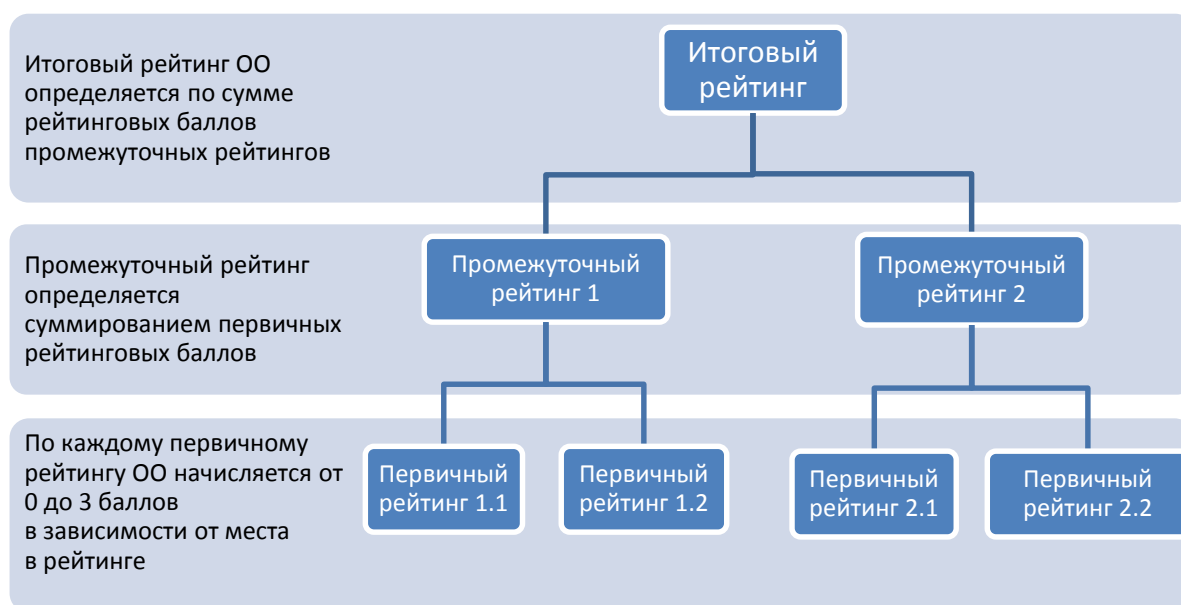 Итоговый рейтинг ОО
определяется по сумме
рейтинговых баллов
промежуточных рейтингов
Итоговый
рейтинг
Промежуточный рейтинг
определяется
суммированием первичных
рейтинговых баллов
Промежуточный
рейтинг 1
Промежуточный
рейтинг 2
По каждому первичному
рейтингу ОО начисляется от
0 до 3 баллов
в зависимости от места
в рейтинге
Первичный
рейтинг 1.1
Первичный
рейтинг 1.2
Первичный
рейтинг 2.1
Первичный
рейтинг 2.2